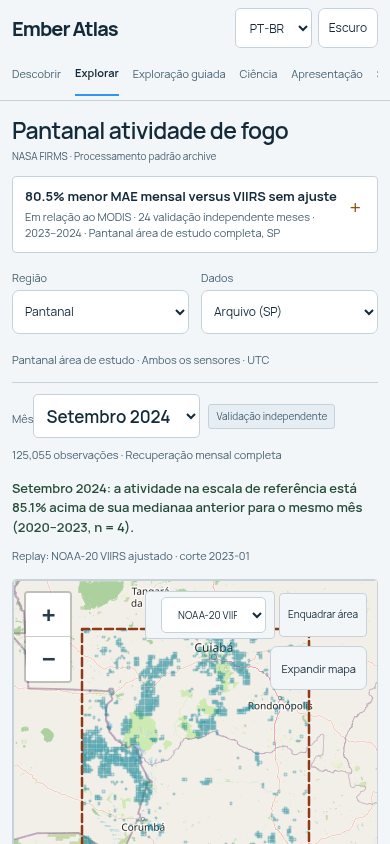 Ember Atlas
PT-BR
Escuro
Descobrir Explorar Exploração guiada Ciência Apresentação
Pantanal atividade de fogo
NASA FIRMS · Processamento padrão archive
80.5% menor MAE mensal versus VIIRS sem ajuste
+
Em relação ao MODIS · 24 validação independente meses ·
2023–2024 · Pantanal área de estudo completa, SP
Região
Dados
Pantanal
Arquivo (SP)
Pantanal área de estudo · Ambos os sensores · UTC
Mês
Setembro 2024
Validação independente
125,055 observações · Recuperação mensal completa
Setembro 2024: a atividade na escala de referência está
85.1% acima de sua medianaa anterior para o mesmo mês
(2020–2023, n = 4).
Replay: NOAA-20 VIIRS ajustado · corte 2023-01
+
−
Tangará
da
NOAA-20 VIIF
Enquadrar área
Cuiabá
Expandir mapa
Rondonópolis
Corumbá